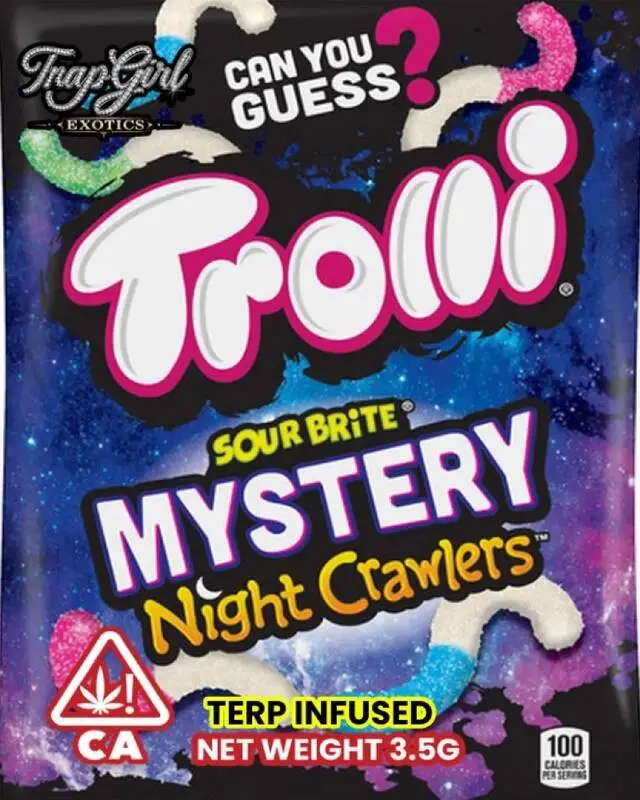 TrapGirl
EXOTICS
CAN YOU
GUESS?
Trolli®
SOUR BRiTE®
MYSTERY
Night Crawlers™
TERP INFUSED
!
CA
NET WEIGHT 3.5G
100
CALORIES
PER SERVING